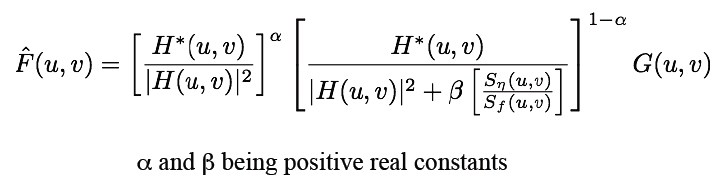 F̂(u, v) = [H*(u, v) / |H(u, v)|²]^α [H*(u, v) / (|H(u, v)|² + β [S_η(u,v) / S_f(u,v)])]^(1−α) G(u, v)
α and β being positive real constants